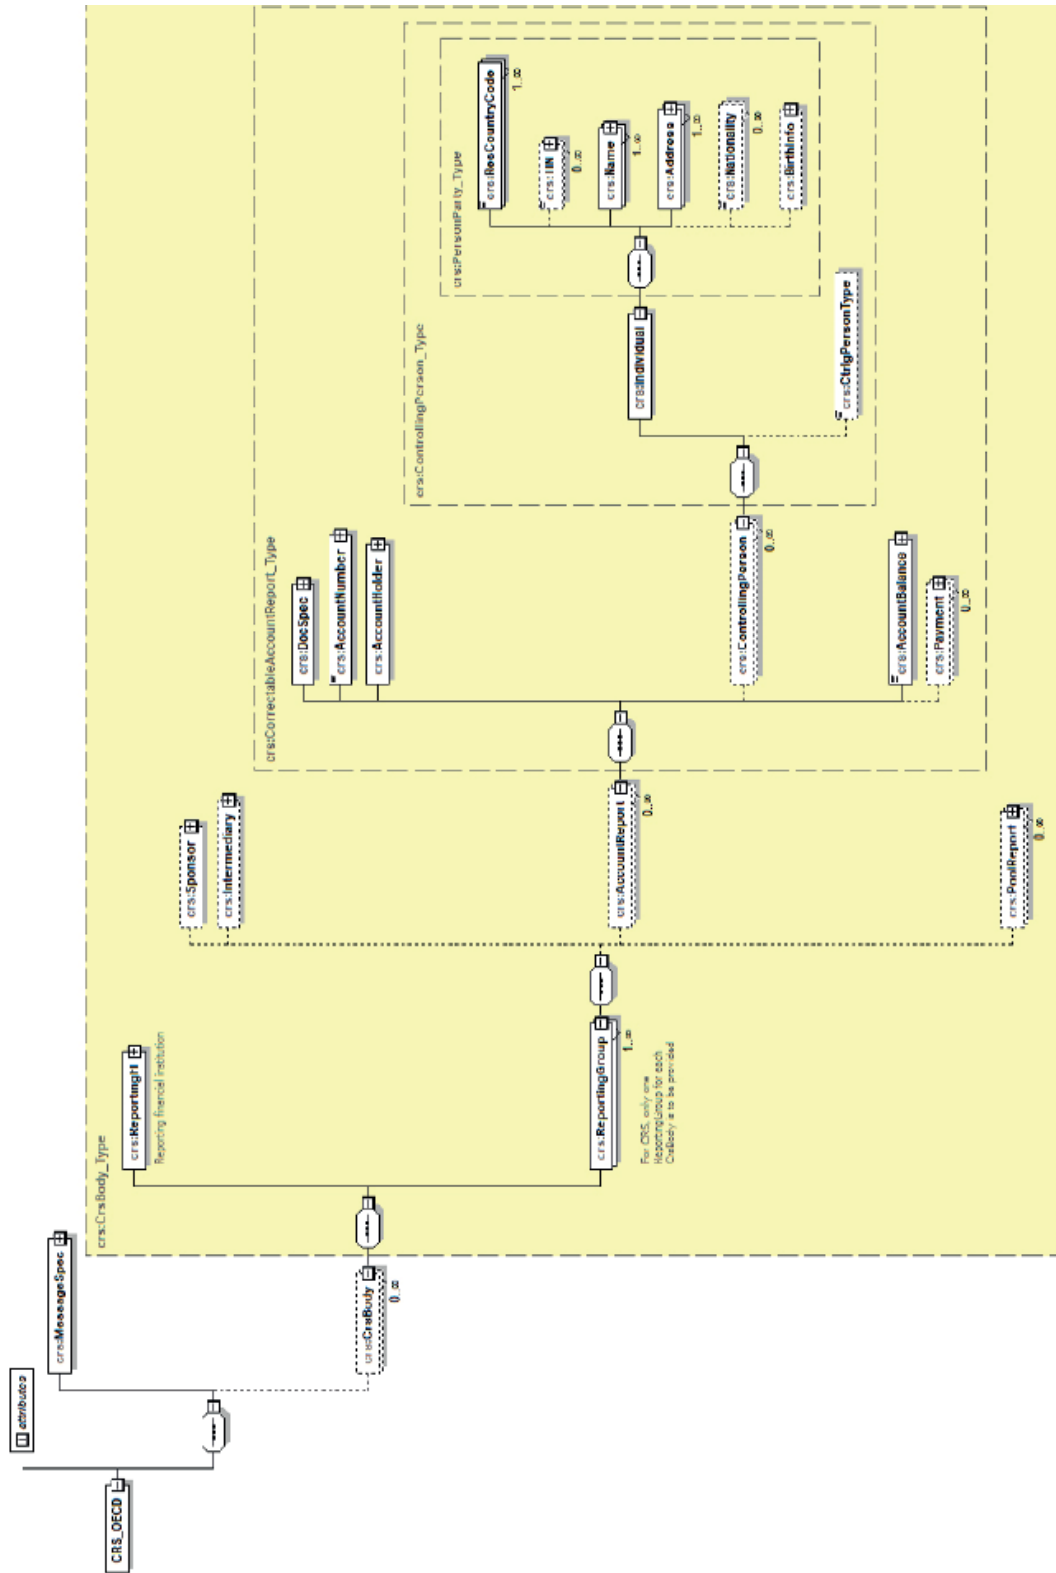 CRS_OECD
attributes
crs:MessageSpec
crs:CrsBody
0..∞
crs:CrsBody_Type
crs:ReportingFI
Reporting financial institution
crs:ReportingGroup
1..∞
For CRS, only one
ReportingGroup for each
CrsBody is to be provided
crs:Sponsor
crs:Intermediary
crs:AccountReport
0..∞
crs:PoolReport
0..∞
crs:CorrectableAccountReport_Type
crs:DocSpec
crs:AccountNumber
crs:AccountHolder
crs:ControllingPerson
0..∞
crs:AccountBalance
crs:Payment
0..∞
crs:ControllingPerson_Type
crs:Individual
crs:CtrlgPersonType
crs:PersonParty_Type
crs:ResCountryCode
1..∞
crs:TIN
0..∞
crs:Name
1..∞
crs:Address
1..∞
crs:Nationality
0..∞
crs:BirthInfo